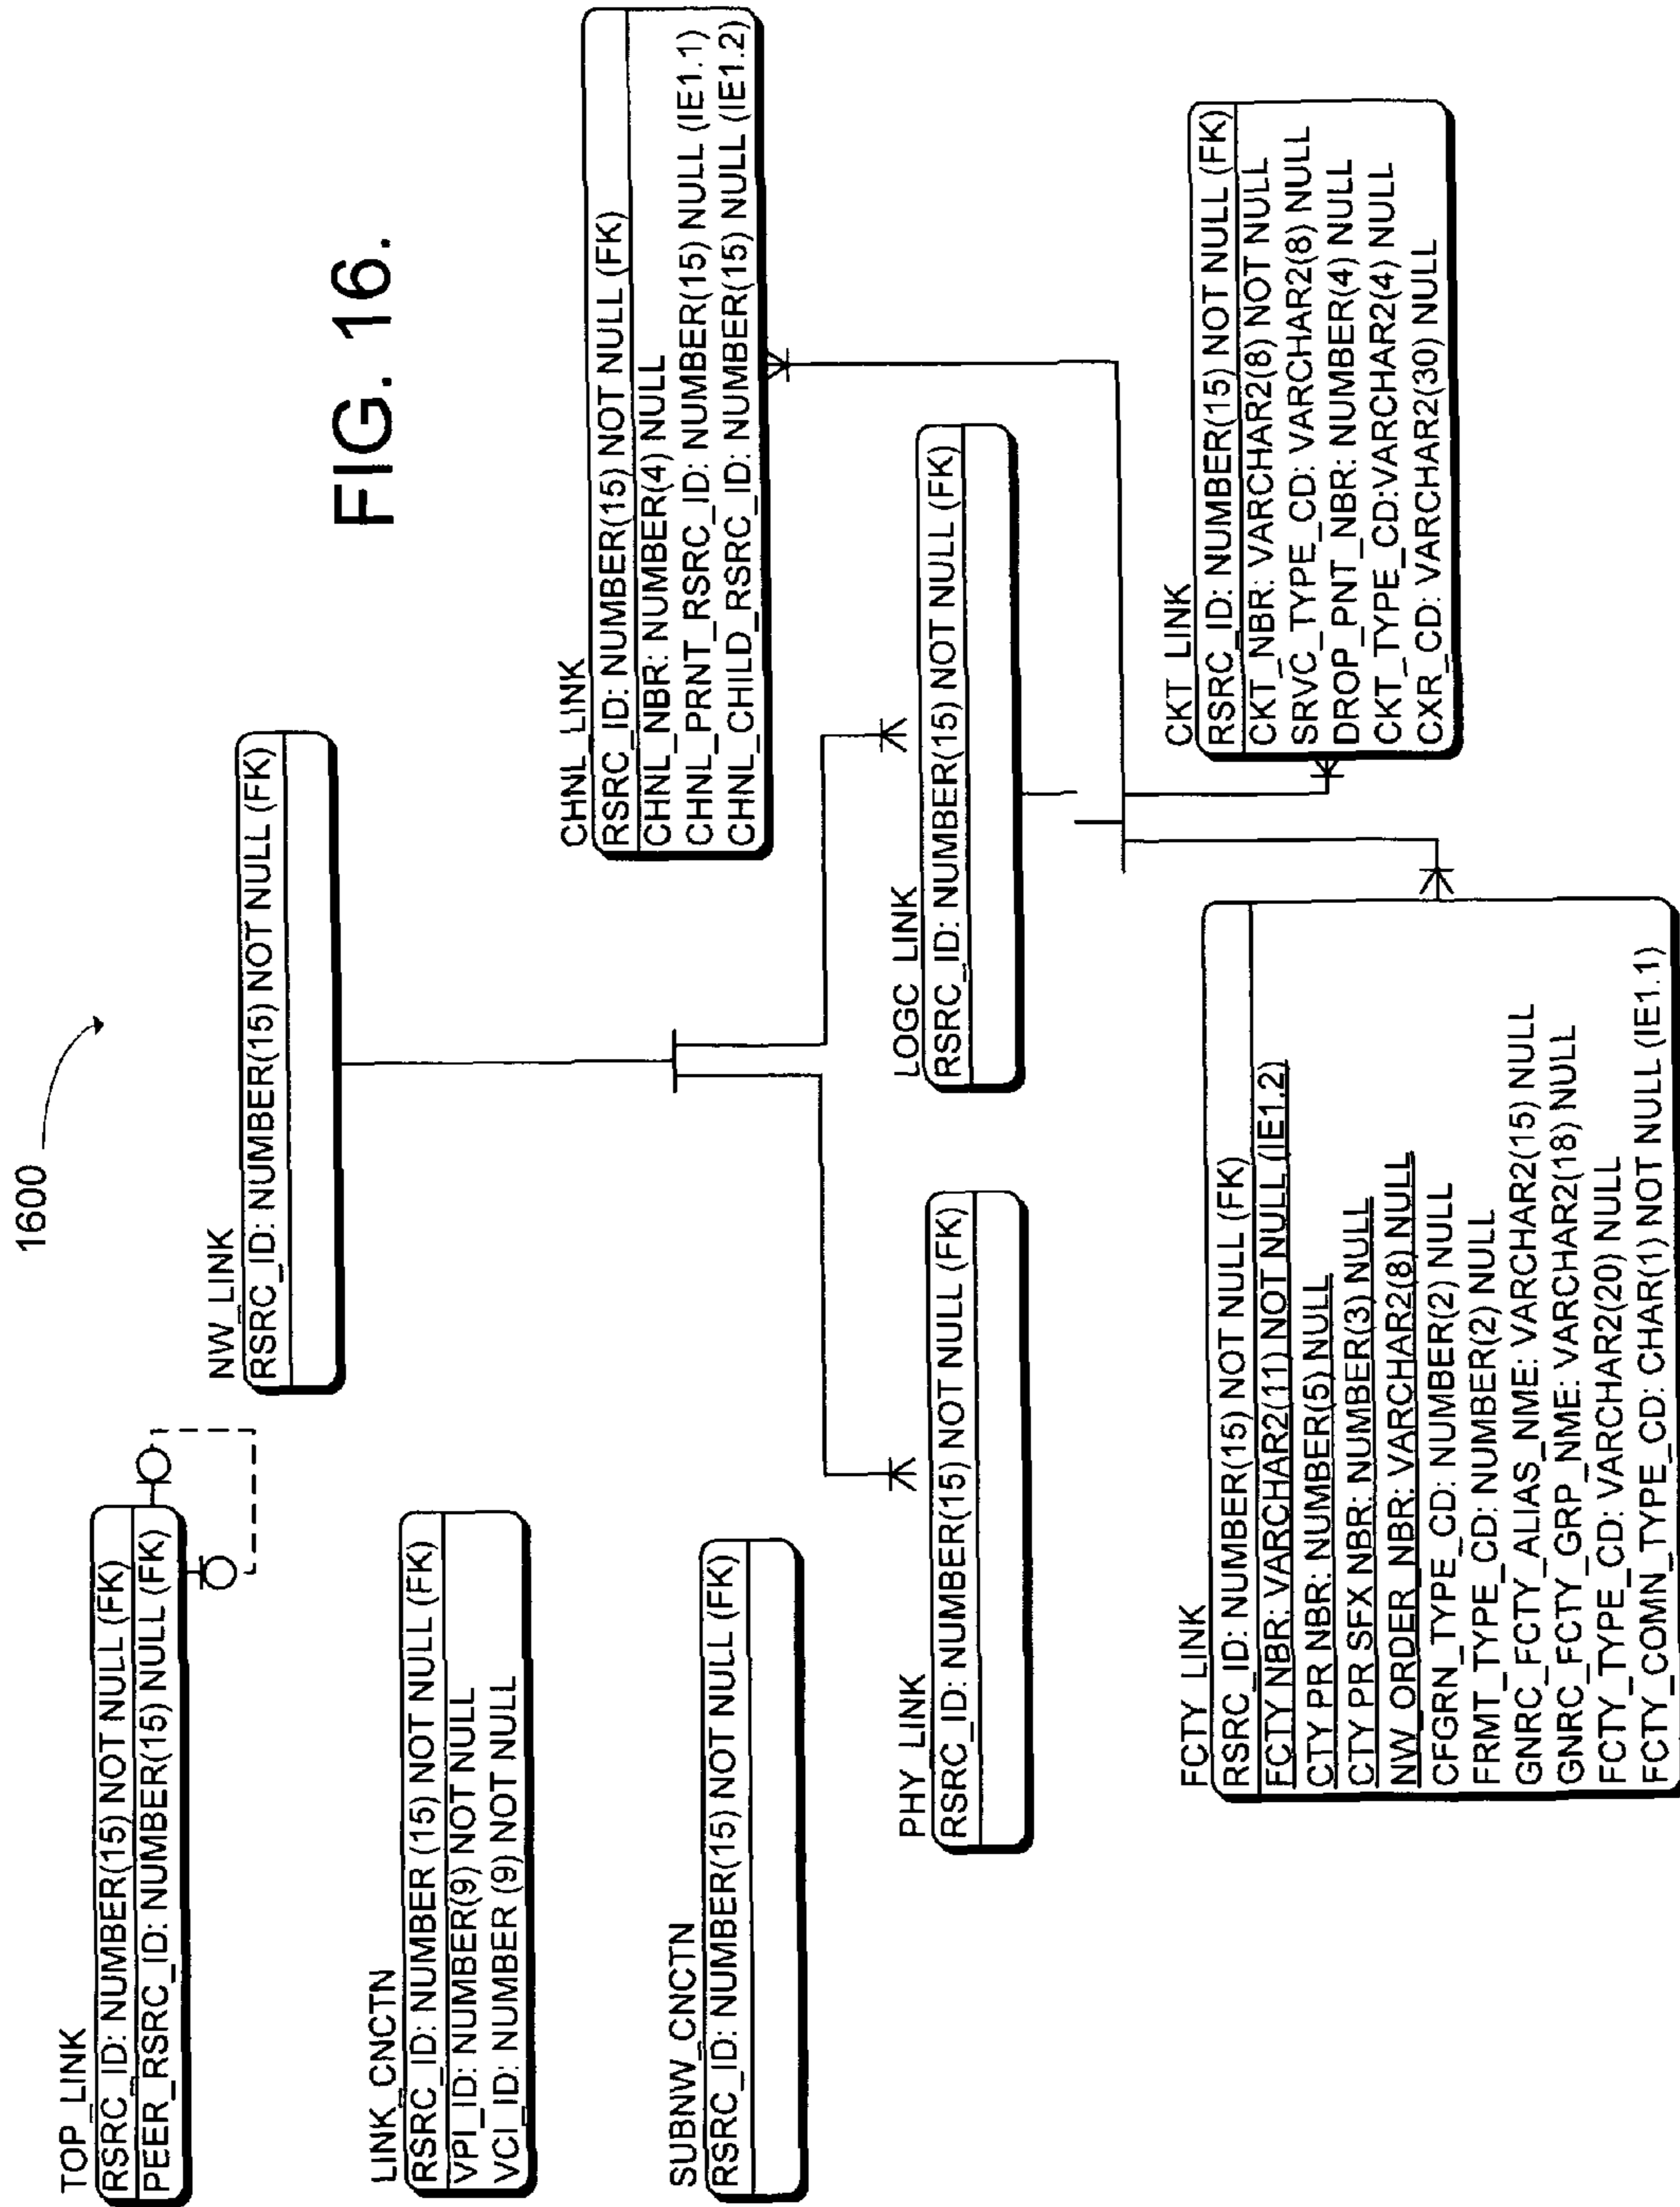 1600
FIG. 16.
TOP_LINK
RSRC_ID: NUMBER(15) NOT NULL (FK)
PEER_RSRC_ID: NUMBER(15) NULL (FK)
LINK_CNCTN
RSRC_ID: NUMBER (15) NOT NULL (FK)
VPI_ID: NUMBER(9) NOT NULL
VCI_ID: NUMBER (9) NOT NULL
SUBNW_CNCTN
RSRC_ID: NUMBER(15) NOT NULL (FK)
NW_LINK
RSRC_ID: NUMBER(15) NOT NULL (FK)
CHNL_LINK
RSRC_ID: NUMBER(15) NOT NULL (FK)
CHNL_NBR: NUMBER(4) NULL
CHNL_PRNT_RSRC_ID: NUMBER(15) NULL (IE1.1)
CHNL_CHILD_RSRC_ID: NUMBER(15) NULL (IE1.2)
PHY_LINK
RSRC_ID: NUMBER(15) NOT NULL (FK)
LOGC_LINK
RSRC_ID: NUMBER(15) NOT NULL (FK)
FCTY_LINK
RSRC_ID: NUMBER(15) NOT NULL (FK)
FCTY NBR: VARCHAR2(11) NOT NULL (IE1.2)
CTY PR NBR: NUMBER(5) NULL
CTY PR SFX NBR: NUMBER(3) NULL
NW_ORDER_NBR: VARCHAR2(8) NULL
CFGRN_TYPE_CD: NUMBER(2) NULL
FRMT_TYPE_CD: NUMBER(2) NULL
GNRC_FCTY_ALIAS_NME: VARCHAR2(15) NULL
GNRC_FCTY_GRP_NME: VARCHAR2(18) NULL
FCTY_TYPE_CD: VARCHAR2(20) NULL
FCTY_COMN_TYPE_CD: CHAR(1) NOT NULL (IE1.1)
CKT_LINK
RSRC_ID: NUMBER(15) NOT NULL (FK)
CKT_NBR: VARCHAR2(8) NOT NULL
SRVC_TYPE_CD: VARCHAR2(8) NULL
DROP_PNT_NBR: NUMBER(4) NULL
CKT_TYPE_CD:VARCHAR2(4) NULL
CXR_CD: VARCHAR2(30) NULL